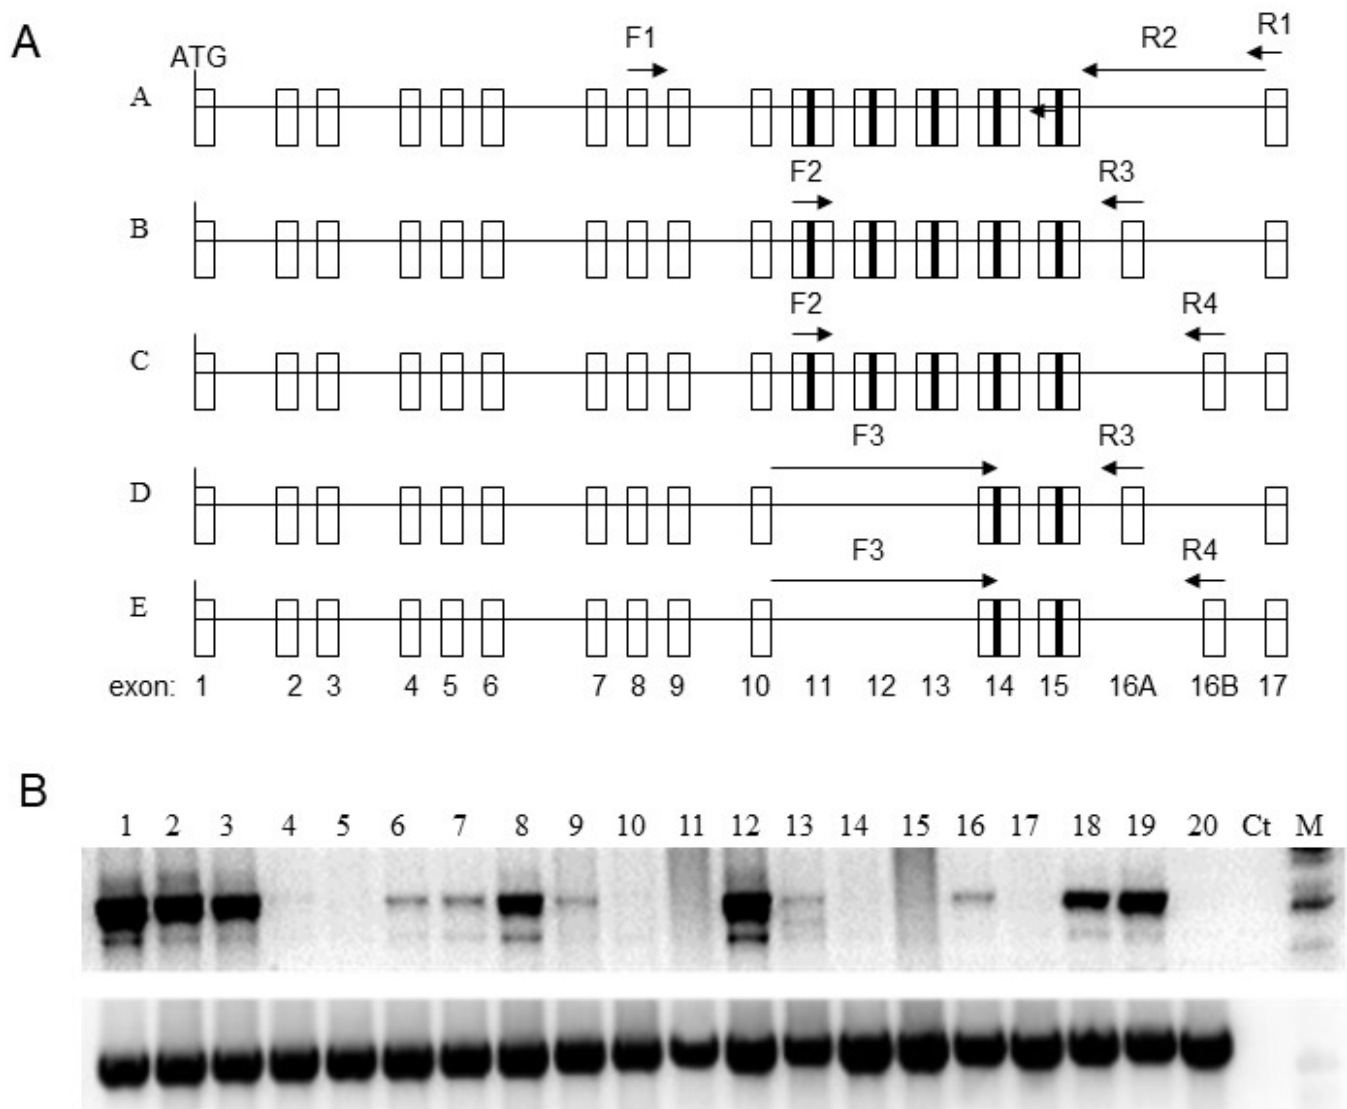 A
F1 R2 R1
ATG
A
F2 R3
B
F2 R4
C
F3 R3
D
F3 R4
E
exon: 1 2 3 4 5 6 7 8 9 10 11 12 13 14 15 16A 16B 17
B
1 2 3 4 5 6 7 8 9 10 11 12 13 14 15 16 17 18 19 20 Ct M